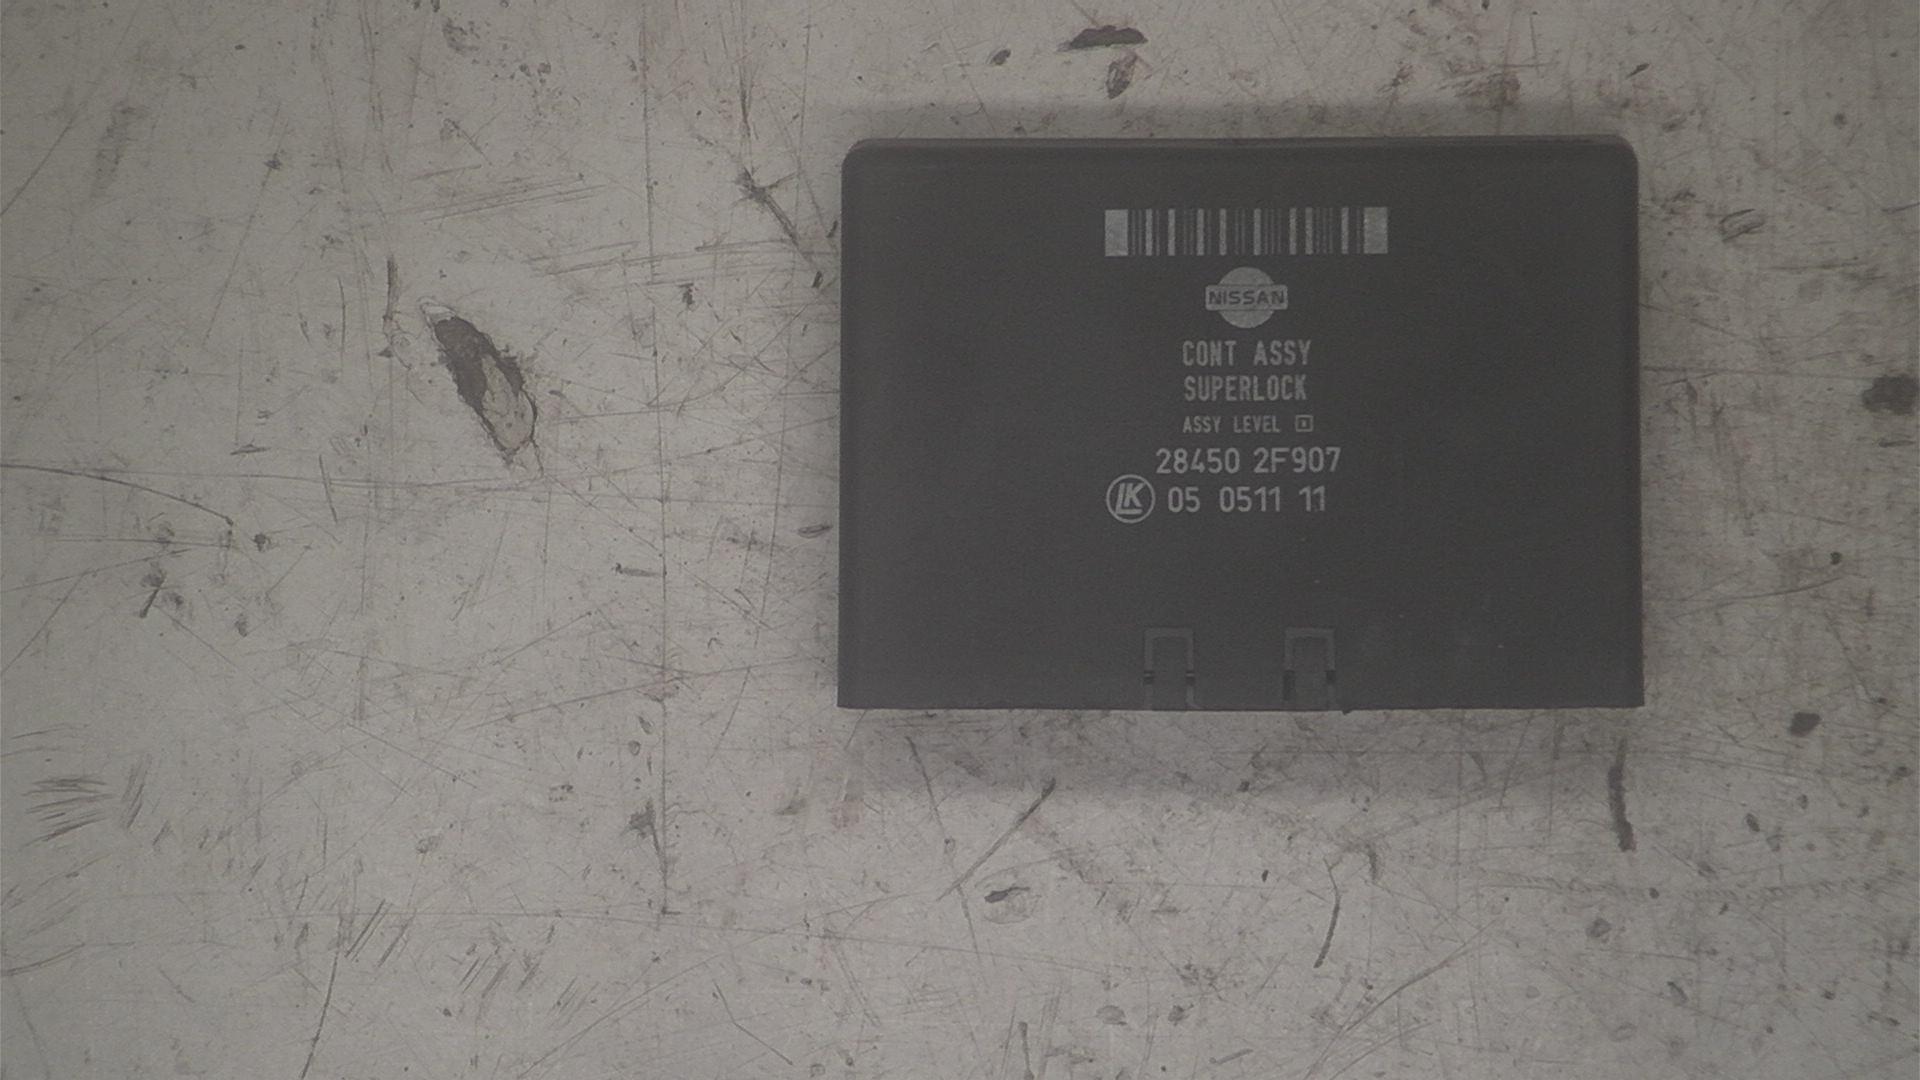 NISSAN
CONT ASSY
SUPERLOCK
ASSY LEVEL
28450 2F907
LK 05 0511 11